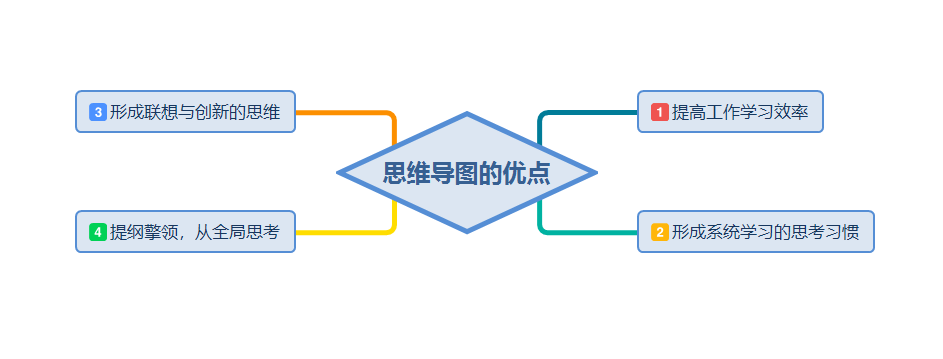 思维导图的优点
1 提高工作学习效率
2 形成系统学习的思考习惯
3 形成联想与创新的思维
4 提纲擎领，从全局思考